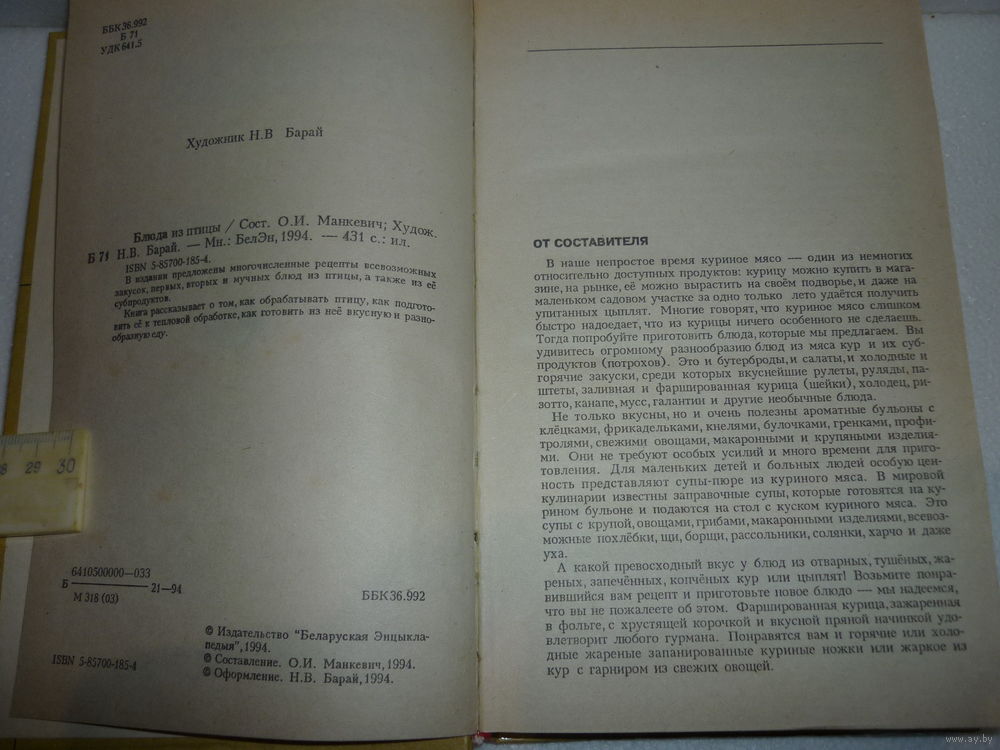 ББК 36.992
Б 71
УДК 641.5
Художник Н.В Барай
Блюда из птицы / Сост. О.И. Манкевич; Худож.
Б 71 Н.В. Барай. — Мн.: БелЭн, 1994. — 431 с.: ил.
ISBN 5-85700-185-4.
В издании предложены многочисленные рецепты всевозможных
закусок, первых, вторых и мучных блюд из птицы, а также из её
субпродуктов.
Книга рассказывает о том, как обрабатывать птицу, как подгото-
вить её к тепловой обработке, как готовить из неё вкусную и разно-
образную еду.
29 30
6410500000—033
Б
21—94
М 318 (03)
ББК 36.992
© Издательство "Беларуская Энцыкла-
педыя", 1994.
© Составление. О.И. Манкевич, 1994.
© Оформление. Н.В. Барай, 1994.
ISBN 5-85700-185-4
ОТ СОСТАВИТЕЛЯ
В наше непростое время куриное мясо — один из немногих
относительно доступных продуктов: курицу можно купить в мага-
зине, на рынке, её можно вырастить на своём подворье, и даже на
маленьком садовом участке за одно только лето удаётся получить
упитанных цыплят. Многие говорят, что куриное мясо слишком
быстро надоедает, что из курицы ничего особенного не сделаешь.
Тогда попробуйте приготовить блюда, которые мы предлагаем. Вы
удивитесь огромному разнообразию блюд из мяса кур и их суб-
продуктов (потрохов). Это и бутерброды, и салаты, и холодные и
горячие закуски, среди которых вкуснейшие рулеты, руляды, па-
штеты, заливная и фаршированная курица (шейки), холодец, ри-
зотто, канапе, мусс, галантин и другие необычные блюда.
Не только вкусны, но и очень полезны ароматные бульоны с
клёцками, фрикадельками, кнелями, булочками, гренками, профи-
тролями, свежими овощами, макаронными и крупяными изделия-
ми. Они не требуют особых усилий и много времени для приго-
товления. Для маленьких детей и больных людей особую цен-
ность представляют супы-пюре из куриного мяса. В мировой
кулинарии известны заправочные супы, которые готовятся на ку-
рином бульоне и подаются на стол с куском куриного мяса. Это
супы с крупой, овощами, грибами, макаронными изделиями, всевоз-
можные похлёбки, щи, борщи, рассольники, солянки, харчо и даже
уха.
А какой превосходный вкус у блюд из отварных, тушёных, жа-
реных, запечённых, копчёных кур или цыплят! Возьмите понра-
вившийся вам рецепт и приготовьте новое блюдо — мы надеемся,
что вы не пожалеете об этом. Фаршированная курица, зажаренная
в фольге, с хрустящей корочкой и вкусной пряной начинкой удо-
влетворит любого гурмана. Понравятся вам и горячие или холо-
дные жареные запанированные куриные ножки или жаркое из
кур с гарниром из свежих овощей.
www.ay.by